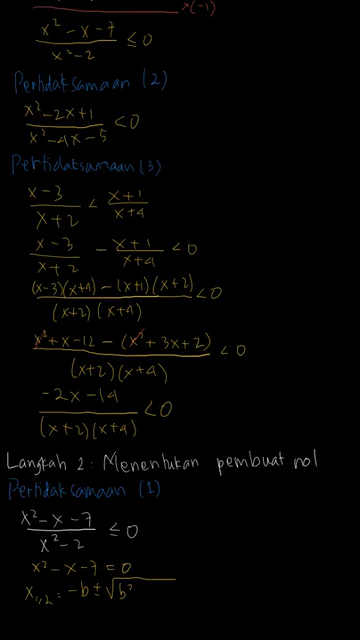 x(-1)
x² - x - 7 / x² - 2 ≤ 0
Pertidaksamaan (2)
x² - 2x + 1 / x² - 4x - 5 < 0
Pertidaksamaan (3)
x - 3 / x + 2 < x + 1 / x + 4
x - 3 / x + 2 - x + 1 / x + 4 < 0
(x - 3)(x + 4) - (x + 1)(x + 2) / (x + 2)(x + 4) < 0
x² + x - 12 - (x² + 3x + 2) / (x + 2)(x + 4) < 0
-2x - 14 / (x + 2)(x + 4) < 0
Langkah 2 : Menentukan pembuat nol
Pertidaksamaan (1)
x² - x - 7 / x² - 2 ≤ 0
x² - x - 7 = 0
x₁,₂ = -b ± √b²